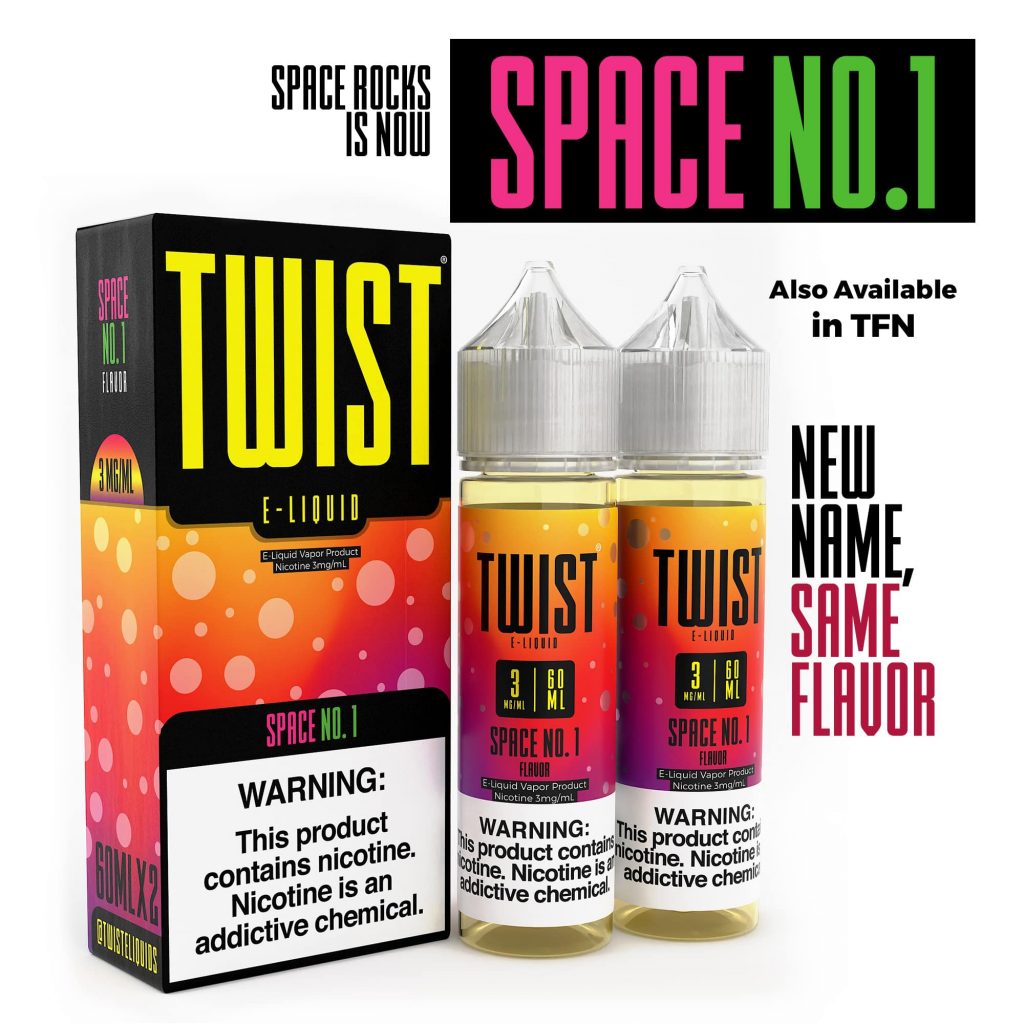 SPACE ROCKS
IS NOW
SPACE NO.1
Also Available
in TFN
NEW
NAME,
SAME
FLAVOR
SPACE
NO.1
FLAVOR
3 MG/ML
60MLX2
@TWISTELIQUIDS
TWIST®
E-LIQUID
E-Liquid Vapor Product
Nicotine 3mg/mL
SPACE NO. 1
WARNING:
This product
contains nicotine.
Nicotine is an
addictive chemical.
TWIST®
E-LIQUID
3 | 60
MG/ML | ML
SPACE NO. 1
FLAVOR
E-Liquid Vapor Product
Nicotine 3mg/mL
WARNING:
This product contains
nicotine. Nicotine is an
addictive chemical.
TWIST
E-LIQUID
3 | 60
MG/ML | ML
SPACE NO. 1
FLAVOR
E-Liquid Vapor Product
Nicotine 3mg/mL
WARNING:
This product conta
nicotine. Nicotine is
addictive chemic